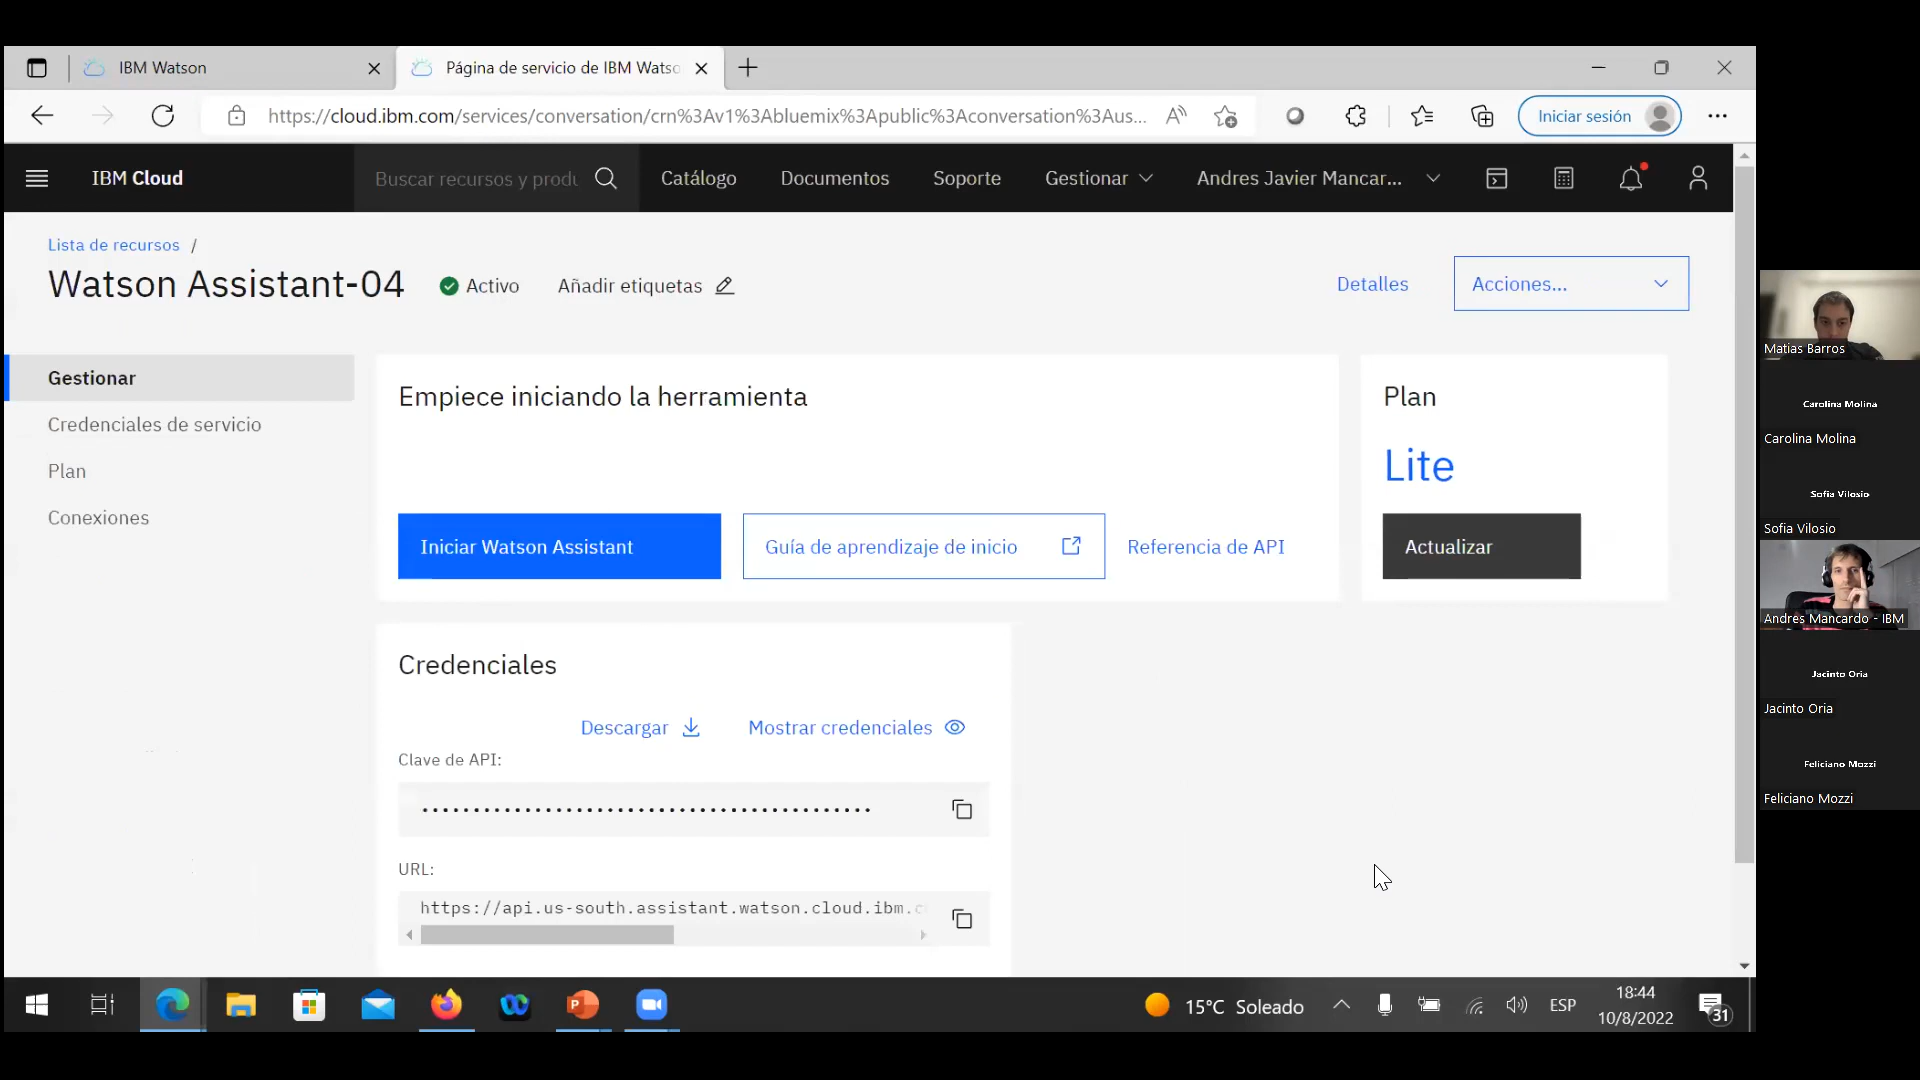 IBM Watson
Página de servicio de IBM Watso
https://cloud.ibm.com/services/conversation/crn%3Av1%3Abluemix%3Apublic%3Aconversation%3Aus...
Iniciar sesión
IBM Cloud
Buscar recursos y produ
Catálogo
Documentos
Soporte
Gestionar
Andres Javier Mancar...
Lista de recursos /
Watson Assistant-04
Activo
Añadir etiquetas
Detalles
Acciones...
Gestionar
Credenciales de servicio
Plan
Conexiones
Empiece iniciando la herramienta
Iniciar Watson Assistant
Guía de aprendizaje de inicio
Referencia de API
Plan
Lite
Actualizar
Credenciales
Descargar
Mostrar credenciales
Clave de API:
URL:
https://api.us-south.assistant.watson.cloud.ibm.c
Matias Barros
Carolina Molina
Carolina Molina
Sofia Vilosio
Sofia Vilosio
Andres Mancardo - IBM
Jacinto Oria
Jacinto Oria
Feliciano Mozzi
Feliciano Mozzi
15°C Soleado
ESP
18:44
10/8/2022
31